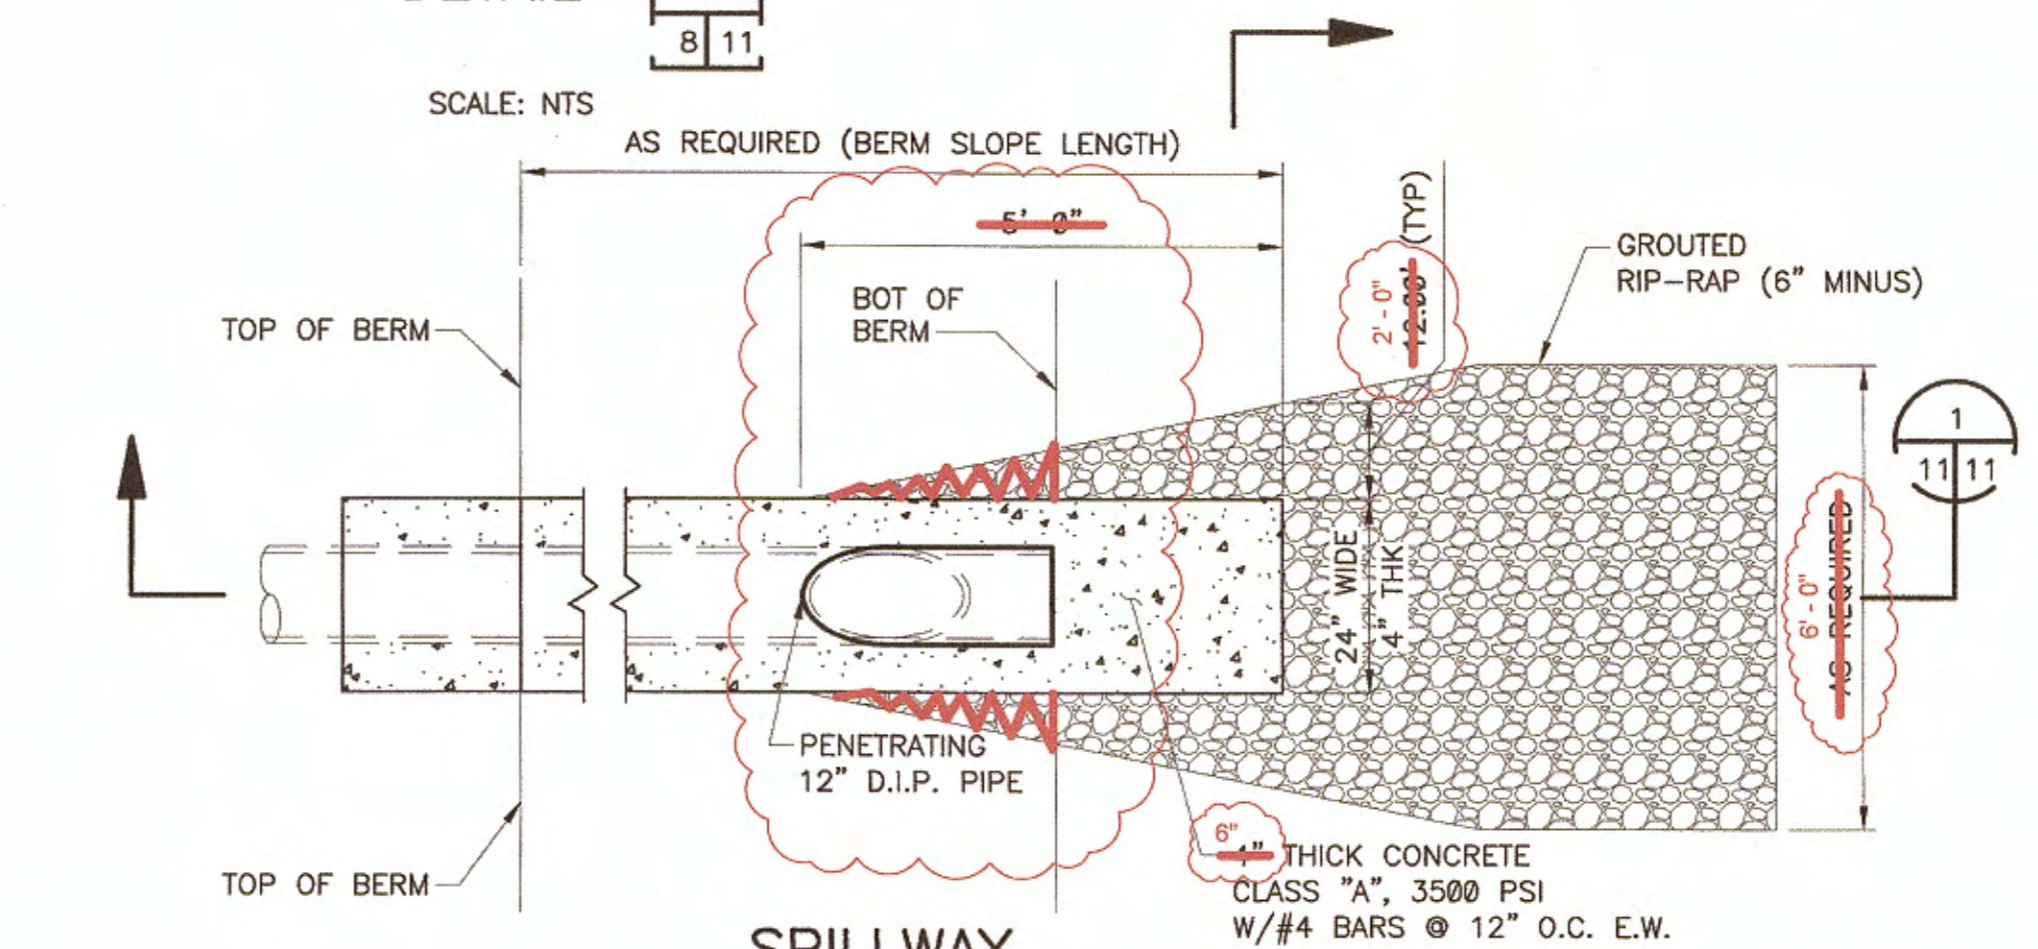 8 11
SCALE: NTS
AS REQUIRED (BERM SLOPE LENGTH)
5'-0"
2'-0"
12.00' (TYP)
GROUTED
RIP-RAP (6" MINUS)
BOT OF
BERM
TOP OF BERM
1
11 11
6'-0"
AS REQUIRED
24" WIDE
4" THK
PENETRATING
12" D.I.P. PIPE
TOP OF BERM
6"
4" THICK CONCRETE
CLASS "A", 3500 PSI
W/#4 BARS @ 12" O.C. E.W.
SPILLWAY